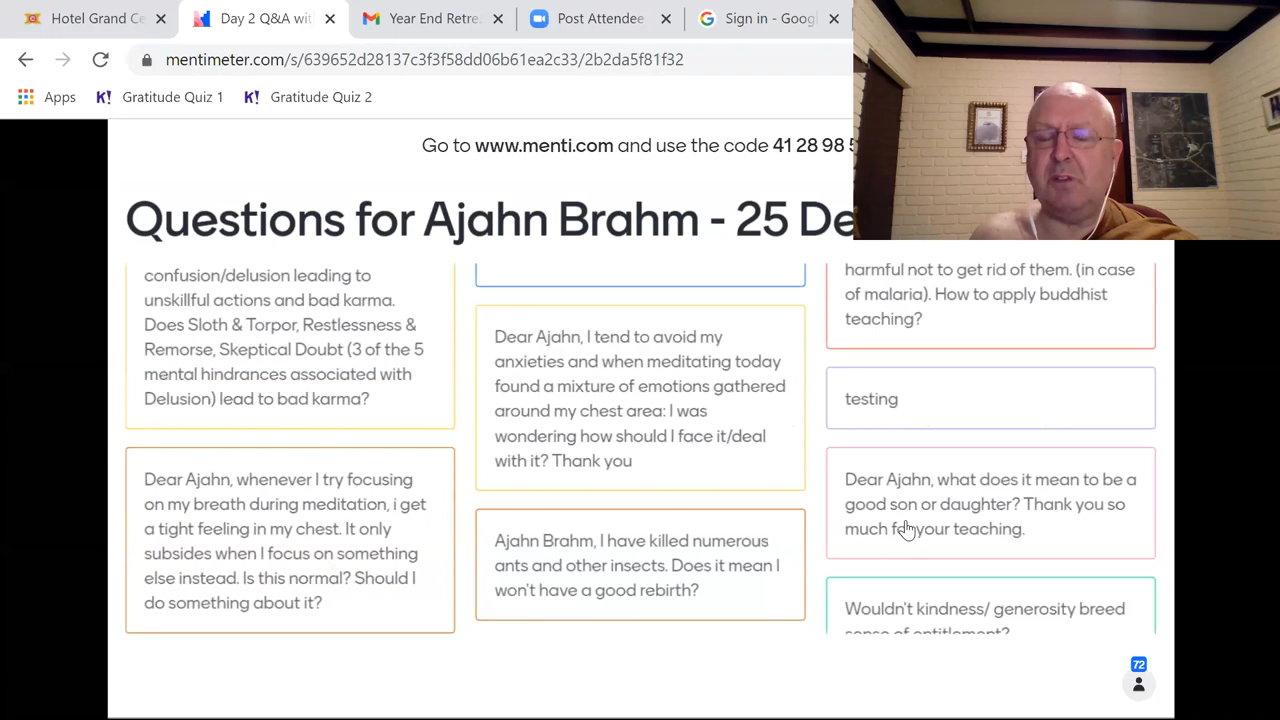 Hotel Grand Ce
Day 2 Q&A wit
Year End Retre
Post Attendee
Sign in - Goog
mentimeter.com/s/639652d28137c3f3f58dd06b61ea2c33/2b2da5f81f32
Apps
Gratitude Quiz 1
Gratitude Quiz 2
Go to www.menti.com and use the code 41 28 98 5
Questions for Ajahn Brahm - 25 De
confusion/delusion leading to
unskillful actions and bad karma.
Does Sloth & Torpor, Restlessness &
Remorse, Skeptical Doubt (3 of the 5
mental hindrances associated with
Delusion) lead to bad karma?
Dear Ajahn, whenever I try focusing
on my breath during meditation, i get
a tight feeling in my chest. It only
subsides when I focus on something
else instead. Is this normal? Should I
do something about it?
Dear Ajahn, I tend to avoid my
anxieties and when meditating today
found a mixture of emotions gathered
around my chest area: I was
wondering how should I face it/deal
with it? Thank you
Ajahn Brahm, I have killed numerous
ants and other insects. Does it mean I
won't have a good rebirth?
harmful not to get rid of them. (in case
of malaria). How to apply buddhist
teaching?
testing
Dear Ajahn, what does it mean to be a
good son or daughter? Thank you so
much for your teaching.
Wouldn't kindness/ generosity breed
sense of entitlement?
72